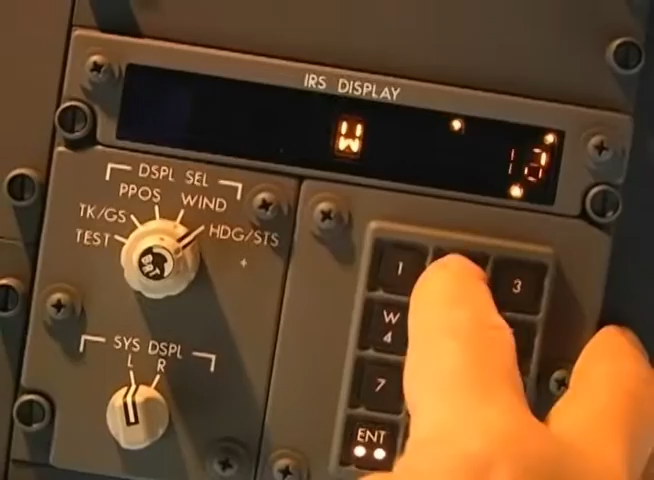 IRS DISPLAY
W 12
DSPL SEL
PPOS WIND
TK/GS HDG/STS
TEST
BRT
SYS DSPL
L R
1 3
W
4
7
ENT